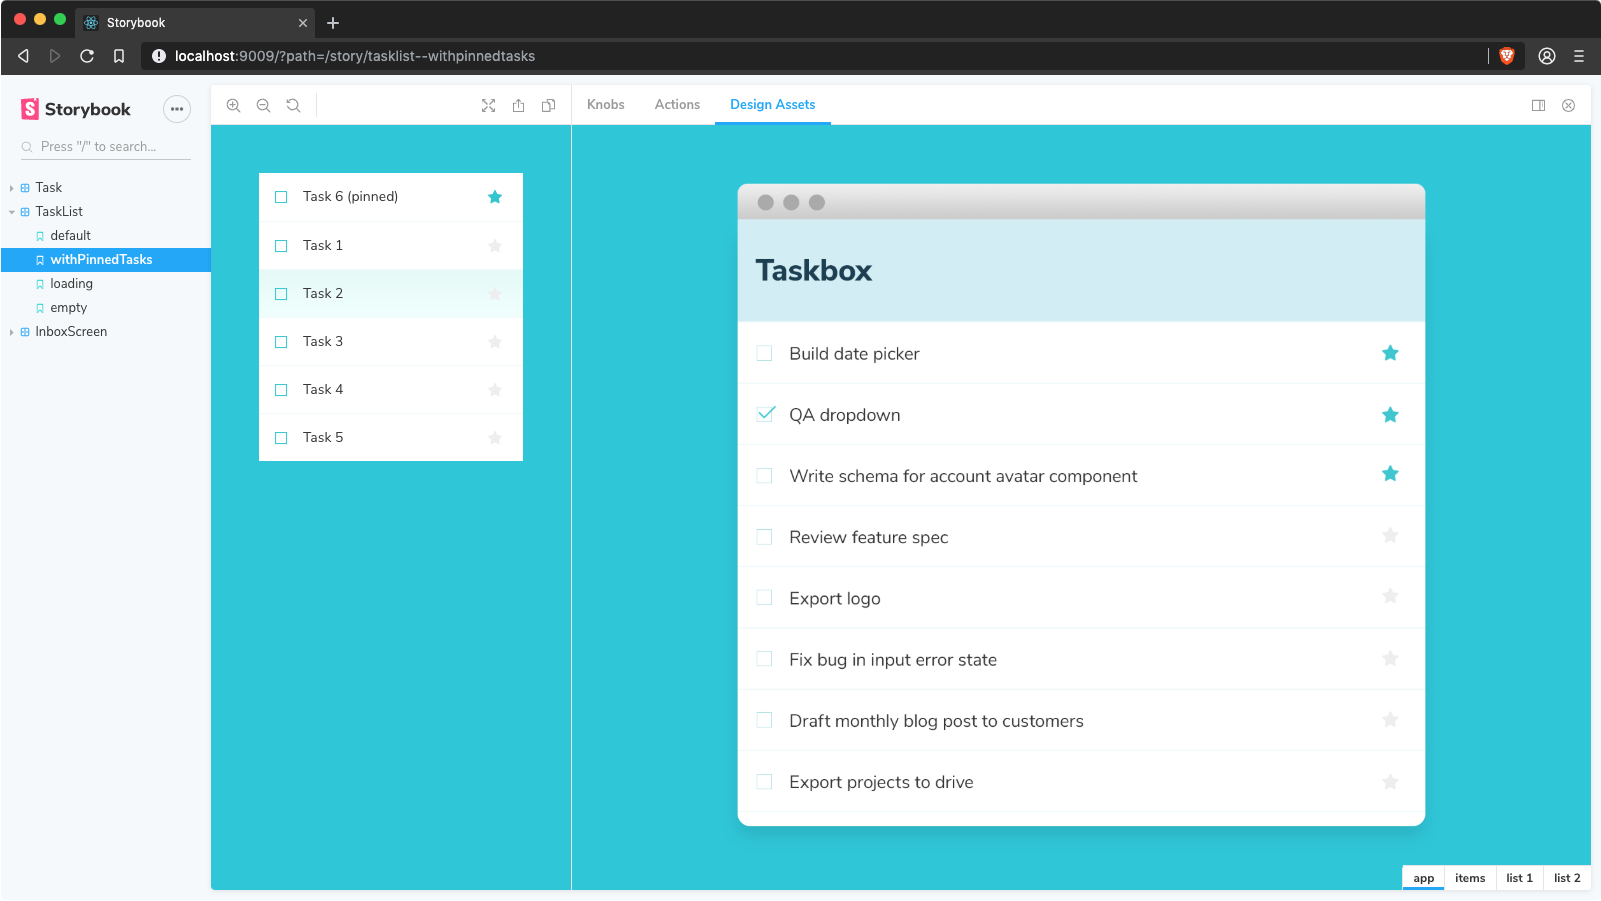 Storybook
localhost:9009/?path=/story/tasklist--withpinnedtasks
Storybook
Press "/" to search...
Task
TaskList
default
withPinnedTasks
loading
empty
InboxScreen
Task 6 (pinned)
Task 1
Task 2
Task 3
Task 4
Task 5
Knobs Actions Design Assets
Taskbox
Build date picker
QA dropdown
Write schema for account avatar component
Review feature spec
Export logo
Fix bug in input error state
Draft monthly blog post to customers
Export projects to drive
app items list 1 list 2